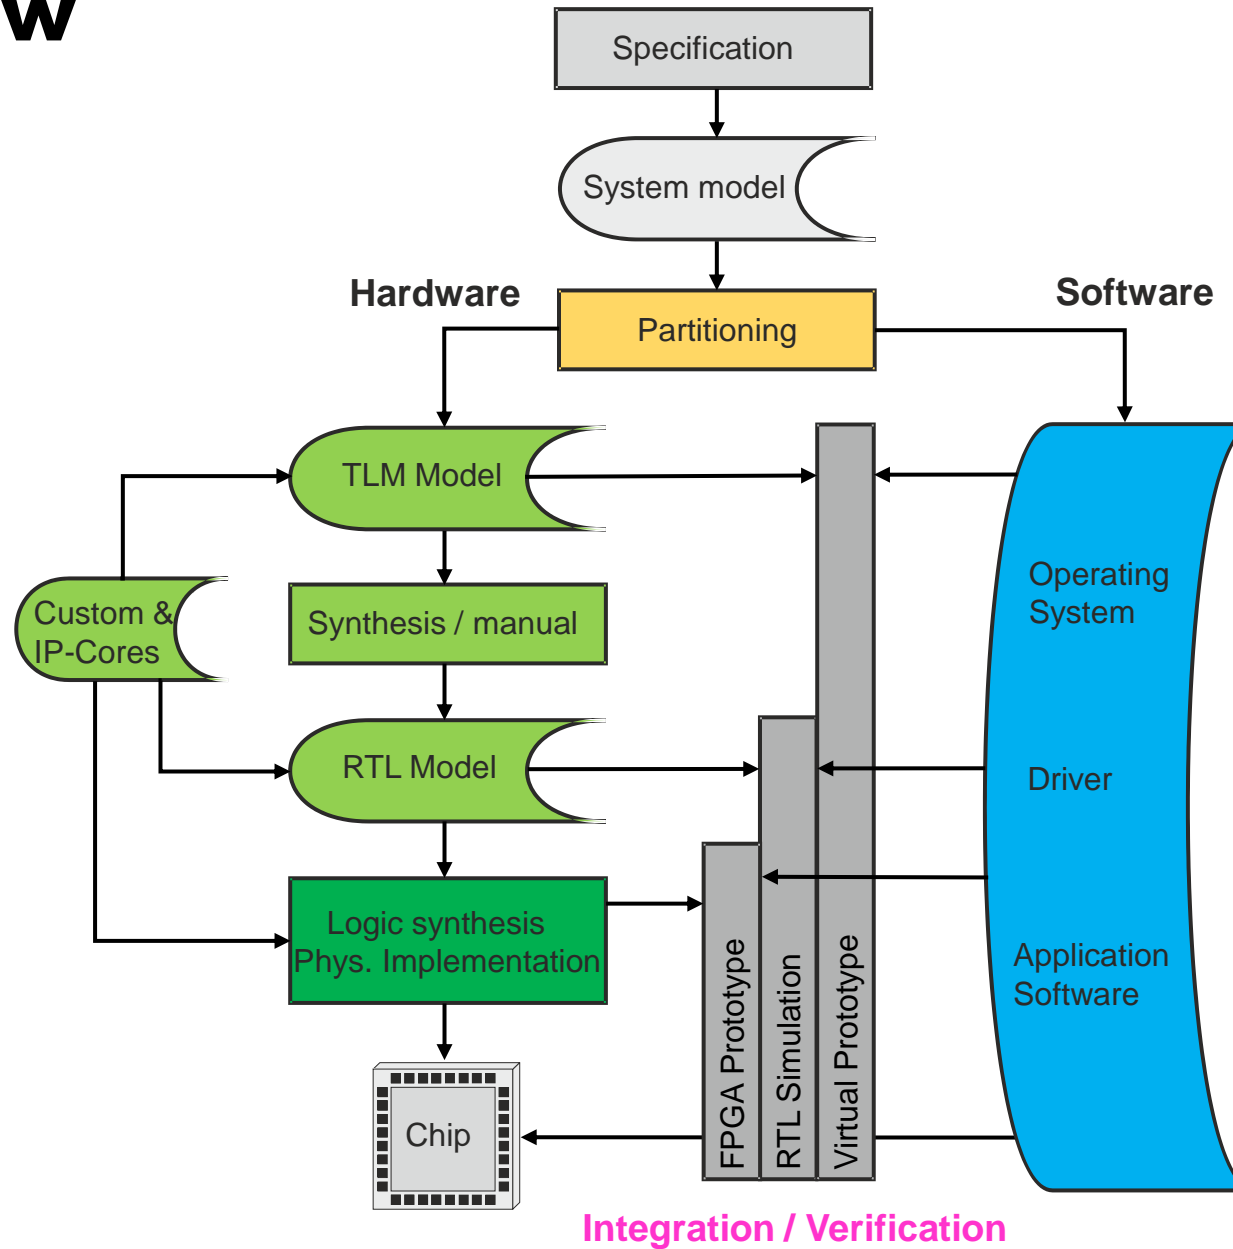 w
Specification
System model
Hardware
Software
Partitioning
TLM Model
Custom &
IP-Cores
Synthesis / manual
Operating
System
RTL Model
Driver
Logic synthesis
Phys. Implementation
Application
Software
FPGA Prototype
RTL Simulation
Virtual Prototype
Chip
Integration / Verification